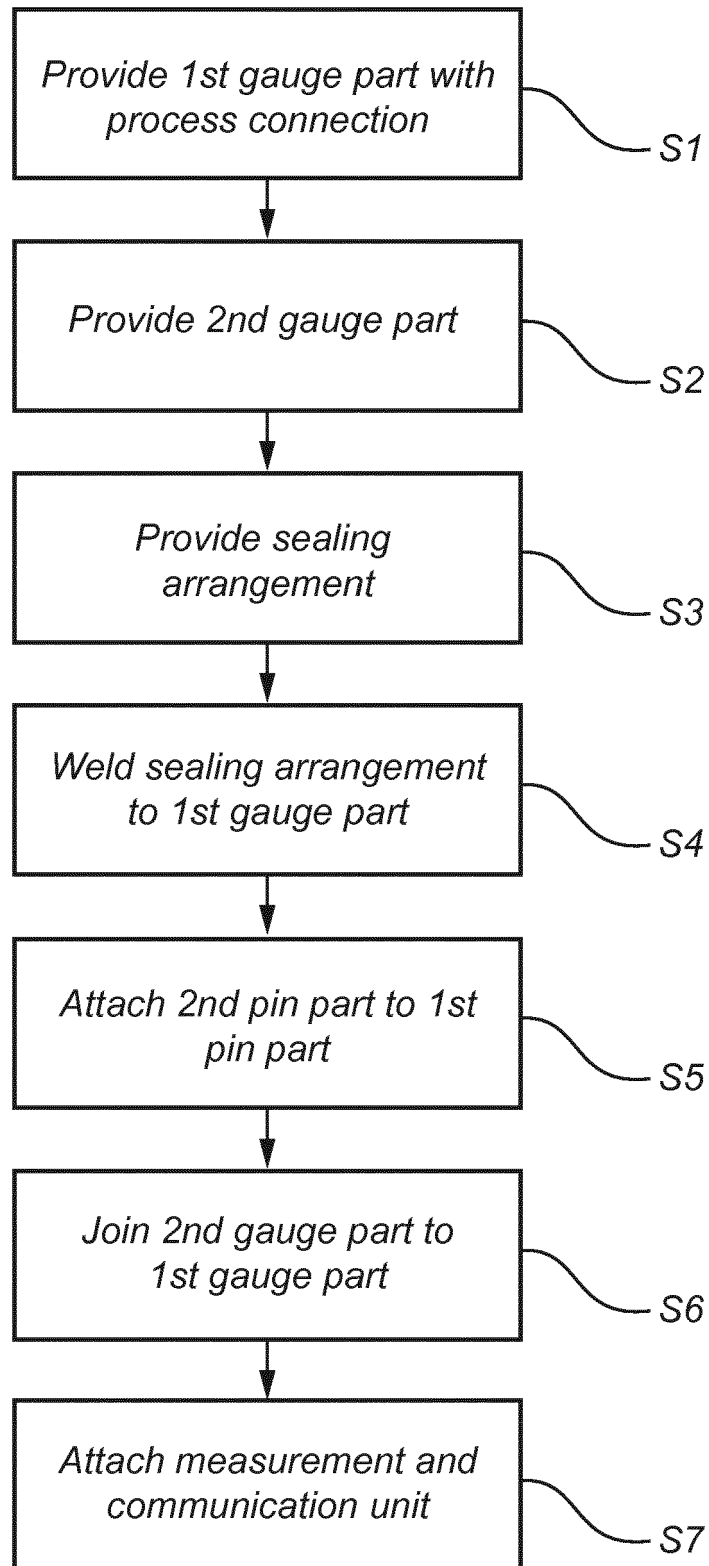 Provide 1st gauge part with
process connection
S1
Provide 2nd gauge part
S2
Provide sealing
arrangement
S3
Weld sealing arrangement
to 1st gauge part
S4
Attach 2nd pin part to 1st
pin part
S5
Join 2nd gauge part to
1st gauge part
S6
Attach measurement and
communication unit
S7